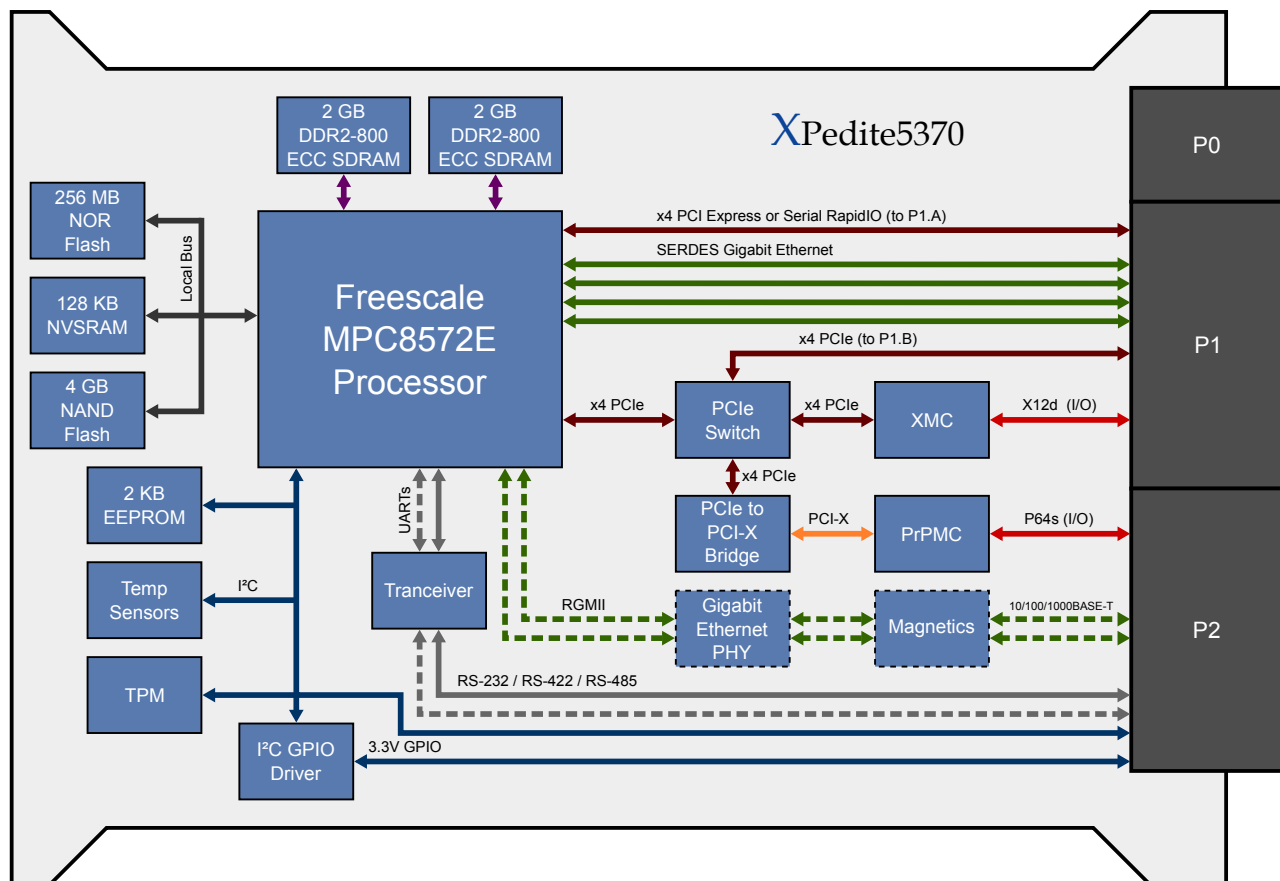 2 GB
DDR2-800
ECC SDRAM
2 GB
DDR2-800
ECC SDRAM
XPedite5370
P0
256 MB
NOR
Flash
Local Bus
128 KB
NVSRAM
4 GB
NAND
Flash
Freescale
MPC8572E
Processor
x4 PCI Express or Serial RapidIO (to P1.A)
SERDES Gigabit Ethernet
x4 PCIe (to P1.B)
P1
x4 PCIe
PCIe
Switch
x4 PCIe
XMC
X12d (I/O)
x4 PCIe
2 KB
EEPROM
UARTs
PCIe to
PCI-X
Bridge
PCI-X
PrPMC
P64s (I/O)
Temp
Sensors
I²C
Tranceiver
RGMII
Gigabit
Ethernet
PHY
Magnetics
10/100/1000BASE-T
P2
TPM
RS-232 / RS-422 / RS-485
I²C GPIO
Driver
3.3V GPIO